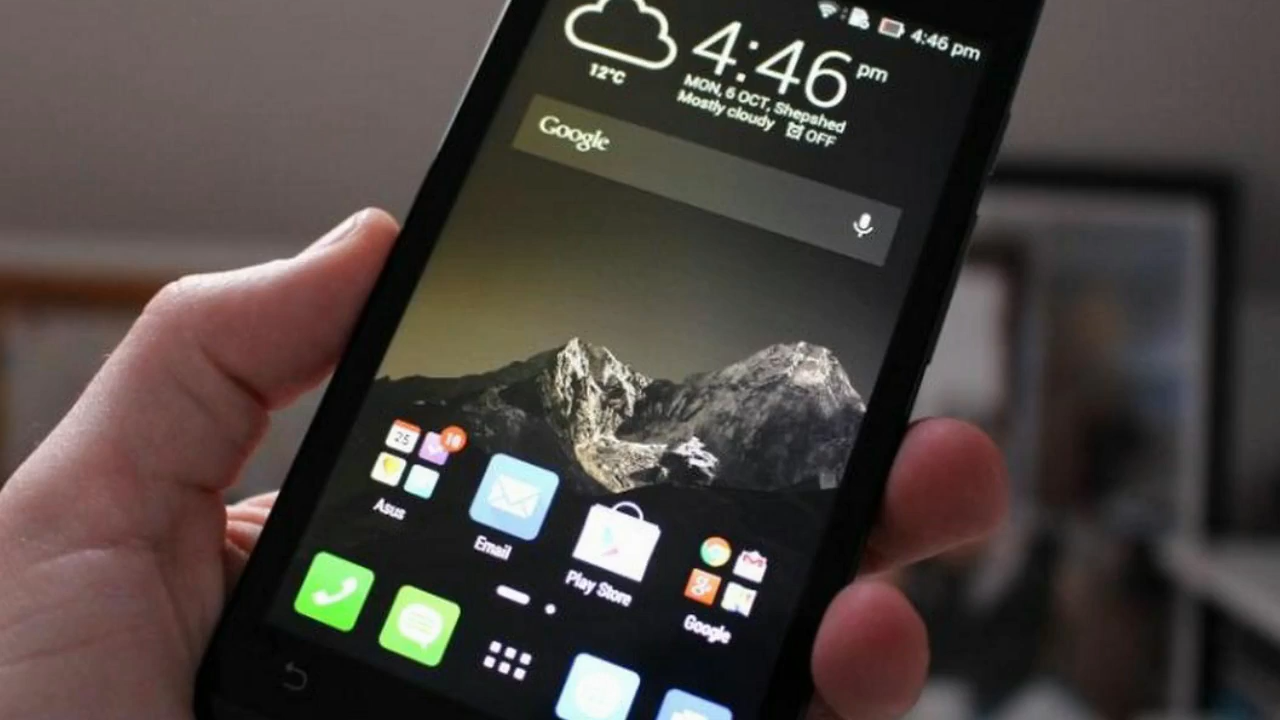 4:46 pm
4:46 pm
12°C
MON, 6 OCT, Shepshed
Mostly cloudy OFF
Google
25
10
Asus
Email
Play Store
Google